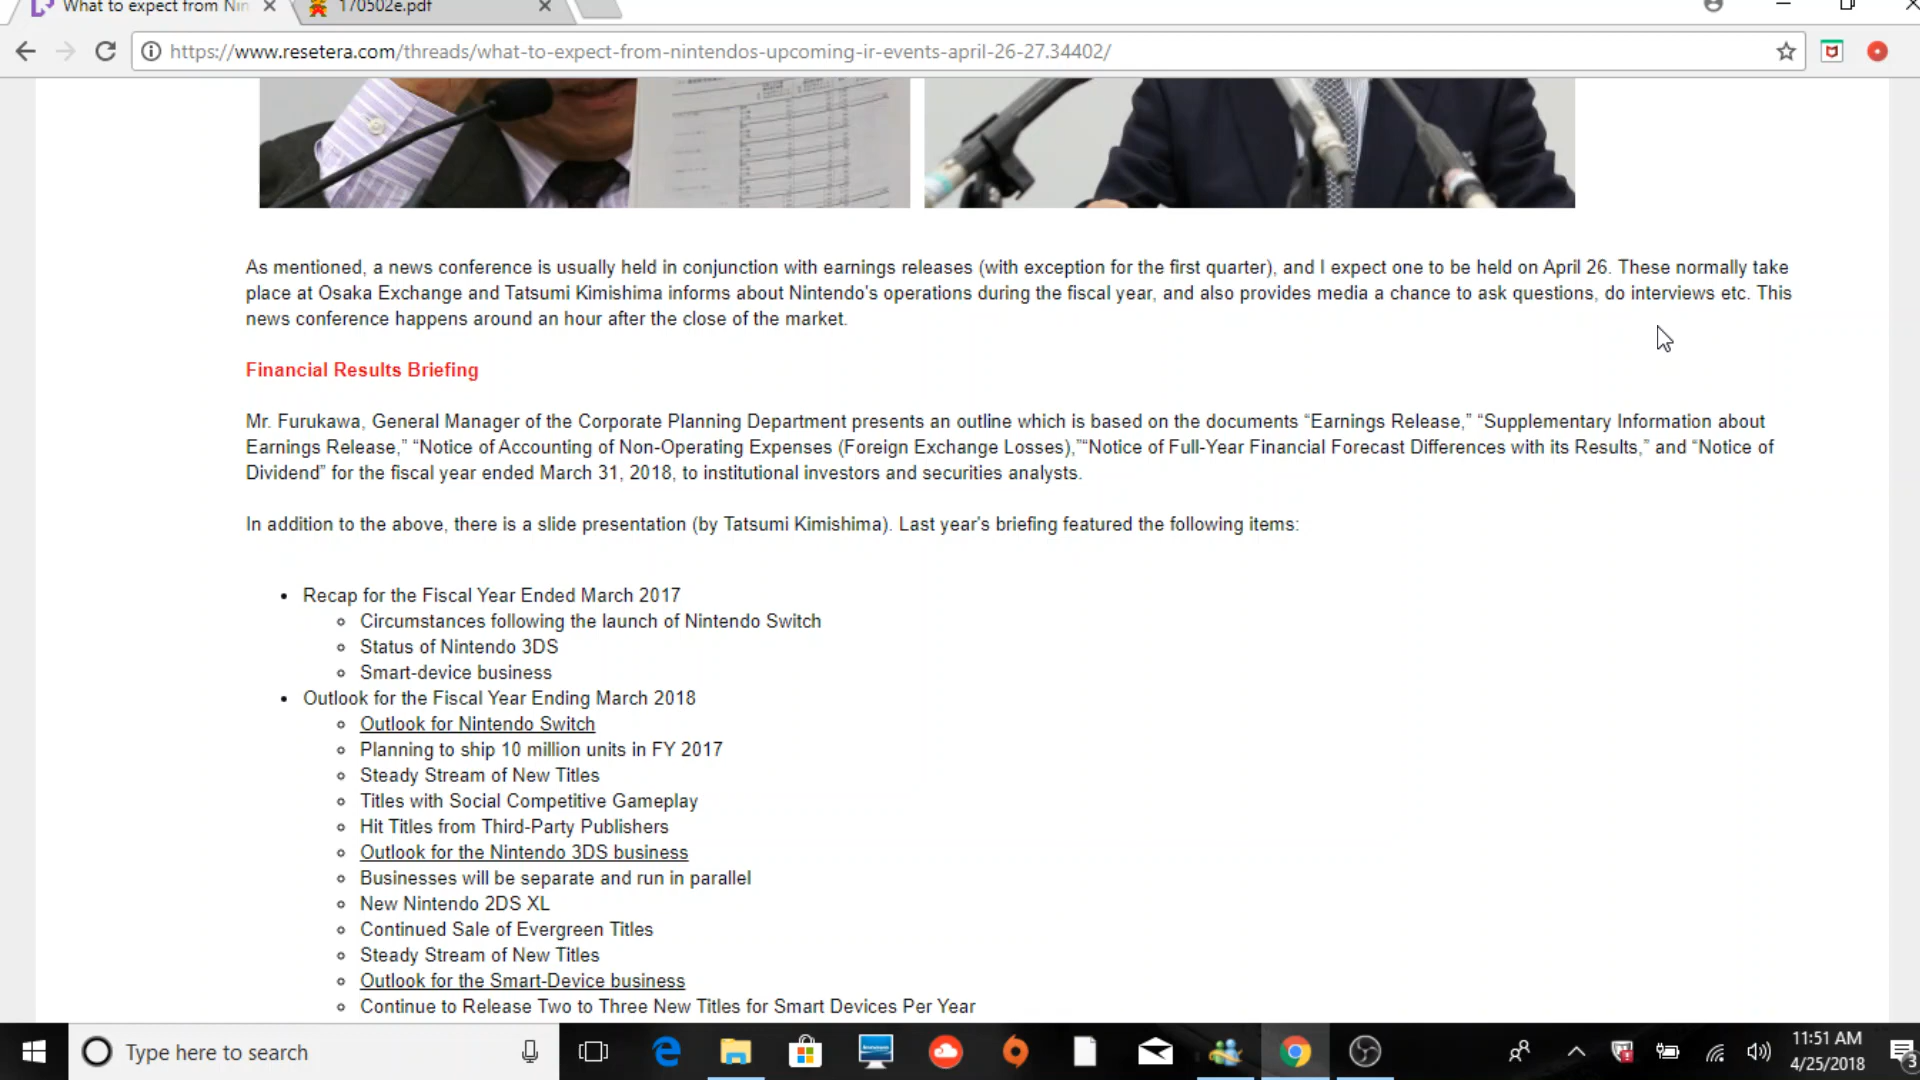 What to expect from Nin
170502e.pdf
https://www.resetera.com/threads/what-to-expect-from-nintendos-upcoming-ir-events-april-26-27.34402/
As mentioned, a news conference is usually held in conjunction with earnings releases (with exception for the first quarter), and I expect one to be held on April 26. These normally take
place at Osaka Exchange and Tatsumi Kimishima informs about Nintendo's operations during the fiscal year, and also provides media a chance to ask questions, do interviews etc. This
news conference happens around an hour after the close of the market.
Financial Results Briefing
Mr. Furukawa, General Manager of the Corporate Planning Department presents an outline which is based on the documents “Earnings Release,” “Supplementary Information about
Earnings Release,” “Notice of Accounting of Non-Operating Expenses (Foreign Exchange Losses),”“Notice of Full-Year Financial Forecast Differences with its Results,” and “Notice of
Dividend” for the fiscal year ended March 31, 2018, to institutional investors and securities analysts.
In addition to the above, there is a slide presentation (by Tatsumi Kimishima). Last year's briefing featured the following items:
• Recap for the Fiscal Year Ended March 2017
Circumstances following the launch of Nintendo Switch
Status of Nintendo 3DS
Smart-device business
• Outlook for the Fiscal Year Ending March 2018
Outlook for Nintendo Switch
Planning to ship 10 million units in FY 2017
Steady Stream of New Titles
Titles with Social Competitive Gameplay
Hit Titles from Third-Party Publishers
Outlook for the Nintendo 3DS business
Businesses will be separate and run in parallel
New Nintendo 2DS XL
Continued Sale of Evergreen Titles
Steady Stream of New Titles
Outlook for the Smart-Device business
Continue to Release Two to Three New Titles for Smart Devices Per Year
Type here to search
11:51 AM
4/25/2018
3